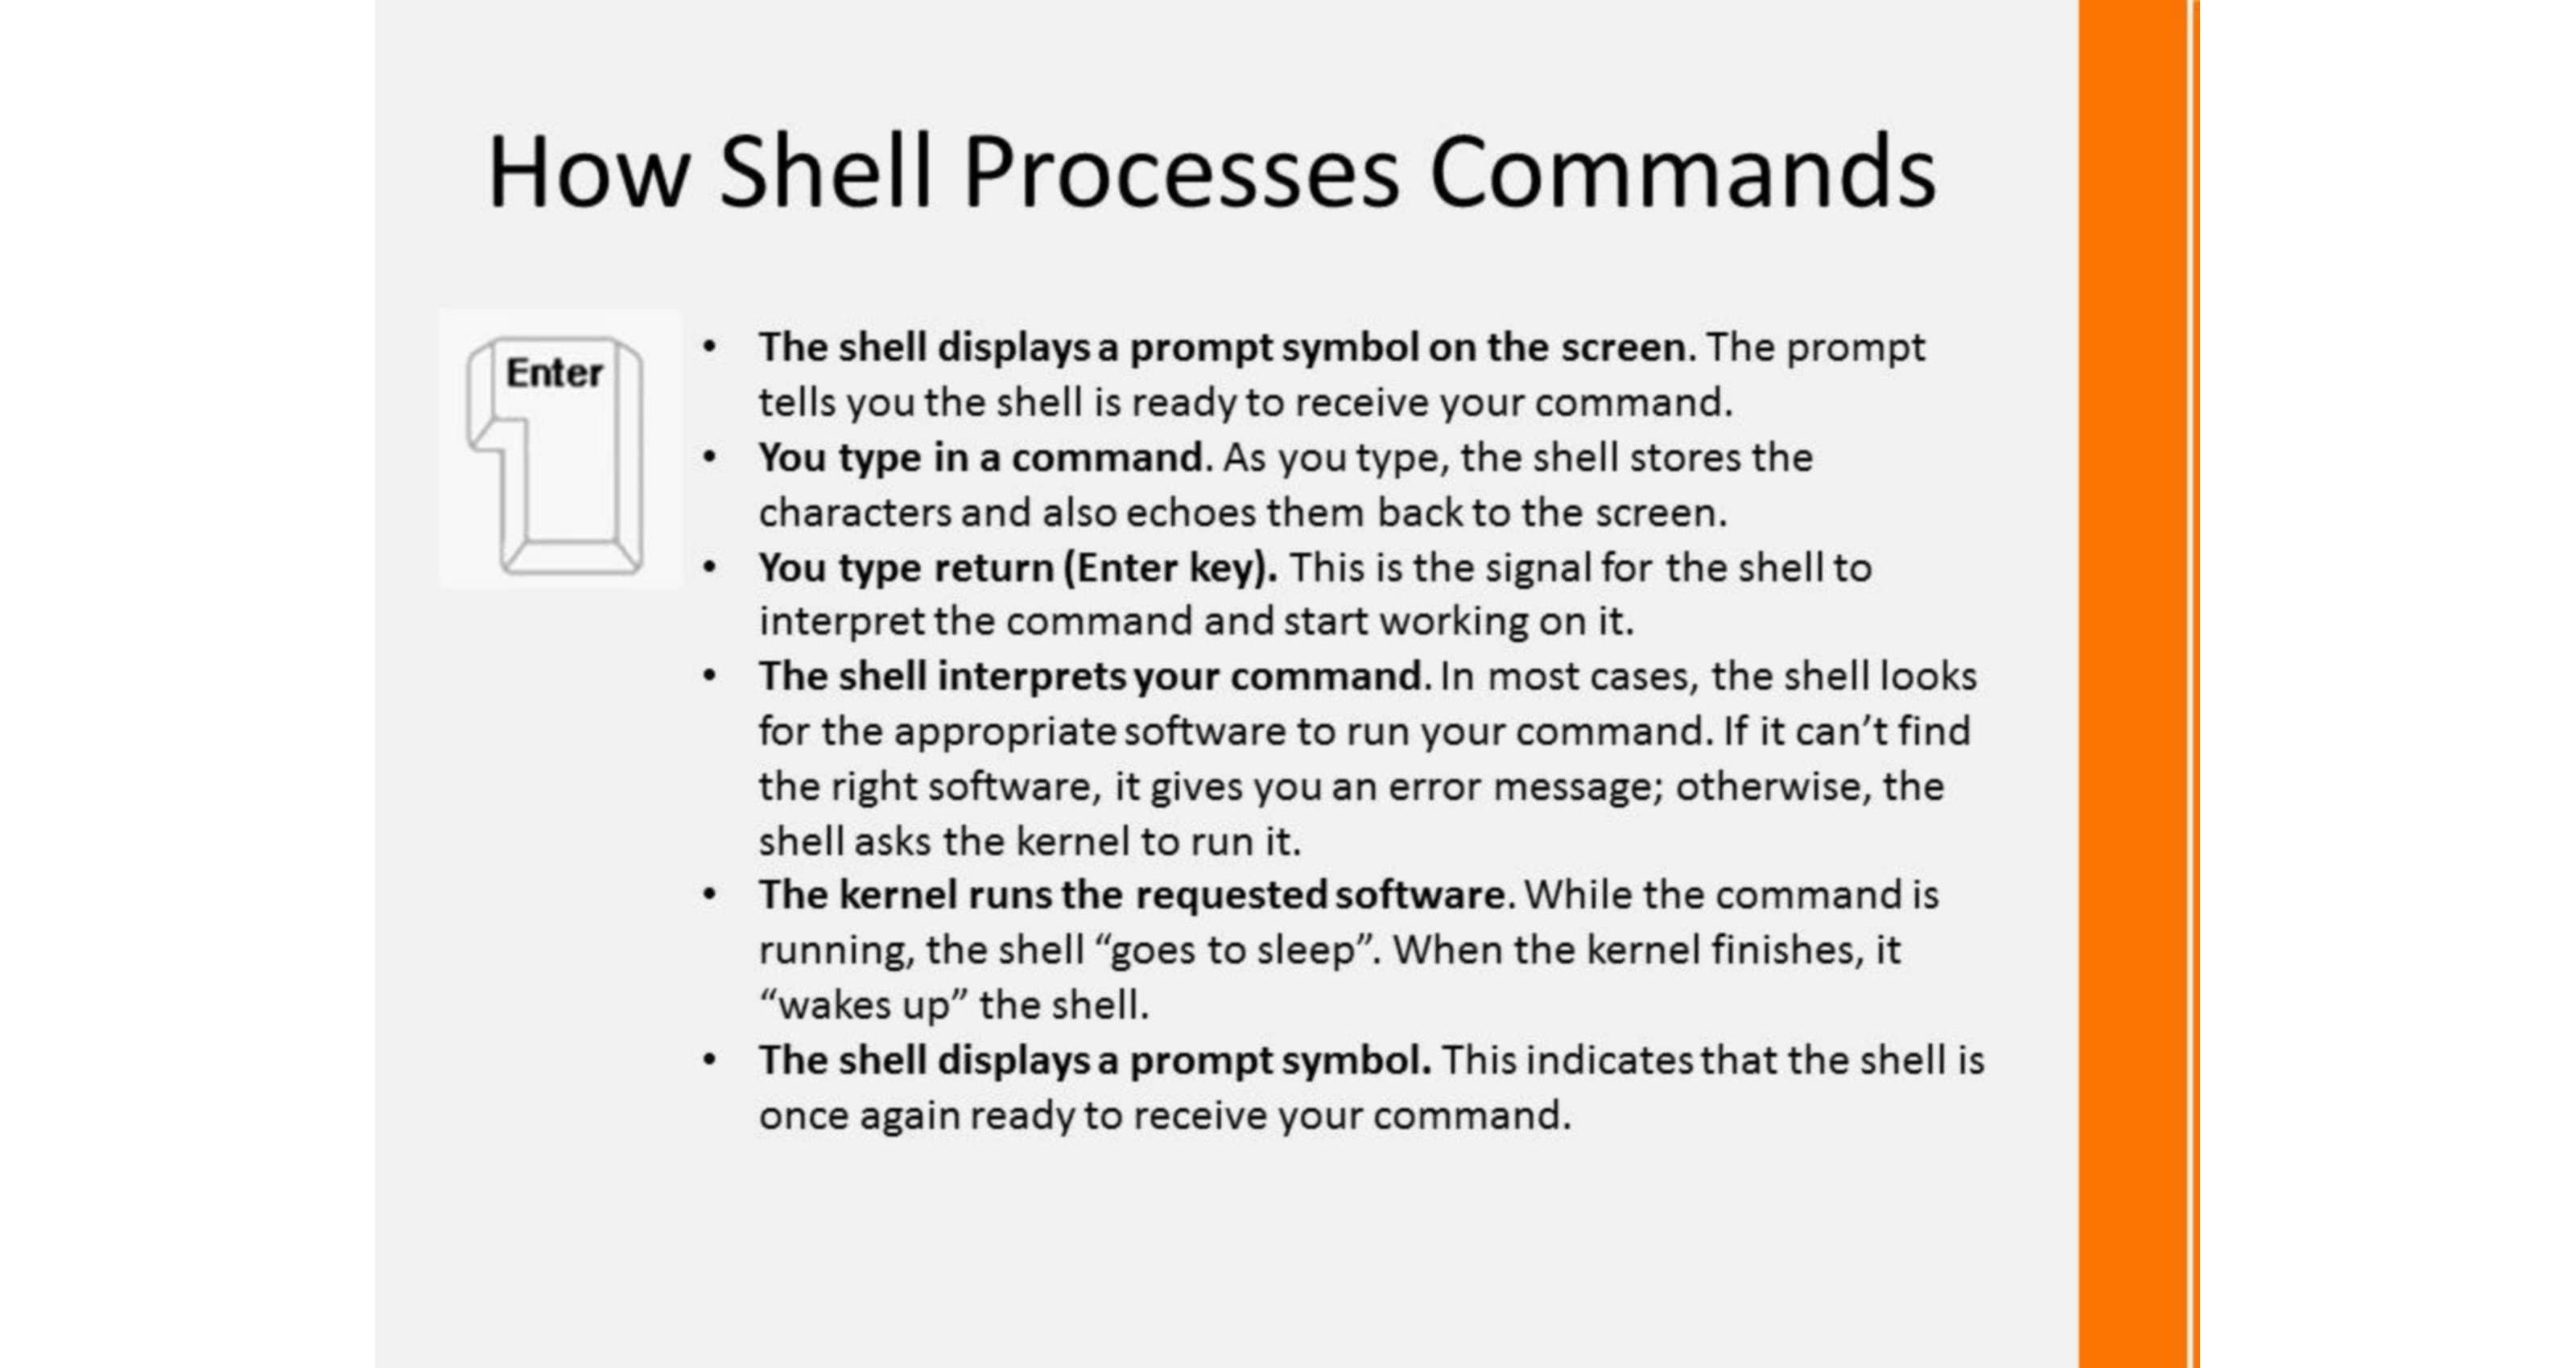 How Shell Processes Commands
Enter
• The shell displays a prompt symbol on the screen. The prompt
tells you the shell is ready to receive your command.
• You type in a command. As you type, the shell stores the
characters and also echoes them back to the screen.
• You type return (Enter key). This is the signal for the shell to
interpret the command and start working on it.
• The shell interprets your command. In most cases, the shell looks
for the appropriate software to run your command. If it can’t find
the right software, it gives you an error message; otherwise, the
shell asks the kernel to run it.
• The kernel runs the requested software. While the command is
running, the shell “goes to sleep”. When the kernel finishes, it
“wakes up” the shell.
• The shell displays a prompt symbol. This indicates that the shell is
once again ready to receive your command.